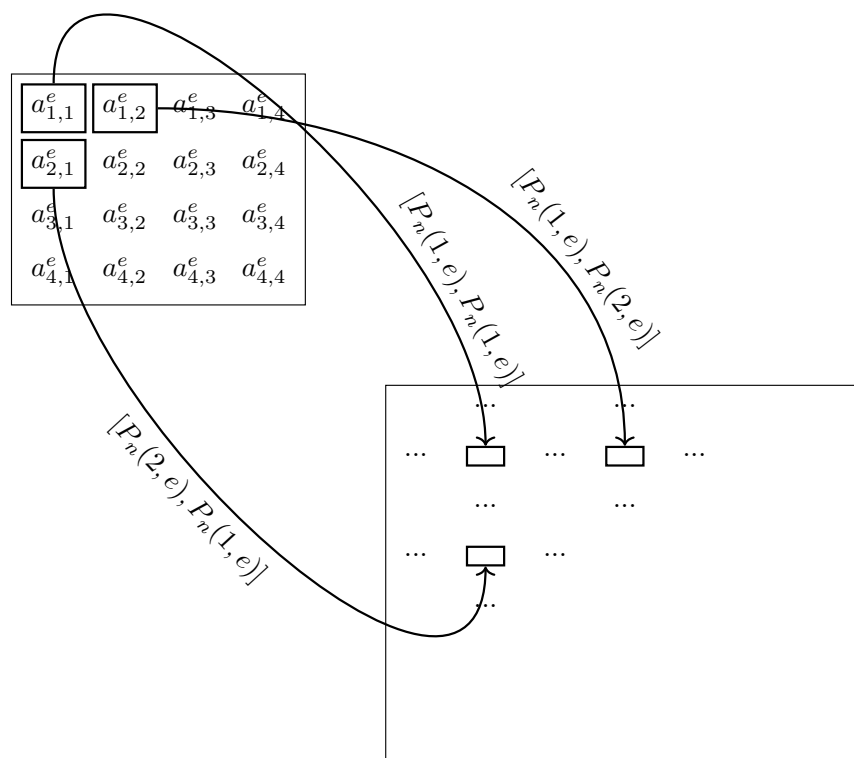 a^e_{1,1} a^e_{1,2} a^e_{1,3} a^e_{1,4}
a^e_{2,1} a^e_{2,2} a^e_{2,3} a^e_{2,4}
a^e_{3,1} a^e_{3,2} a^e_{3,3} a^e_{3,4}
a^e_{4,1} a^e_{4,2} a^e_{4,3} a^e_{4,4}
[P_n(1,e), P_n(1,e)]
[P_n(1,e), P_n(2,e)]
[P_n(2,e), P_n(1,e)]
... ...
... ... ...
... ...
... ...
...